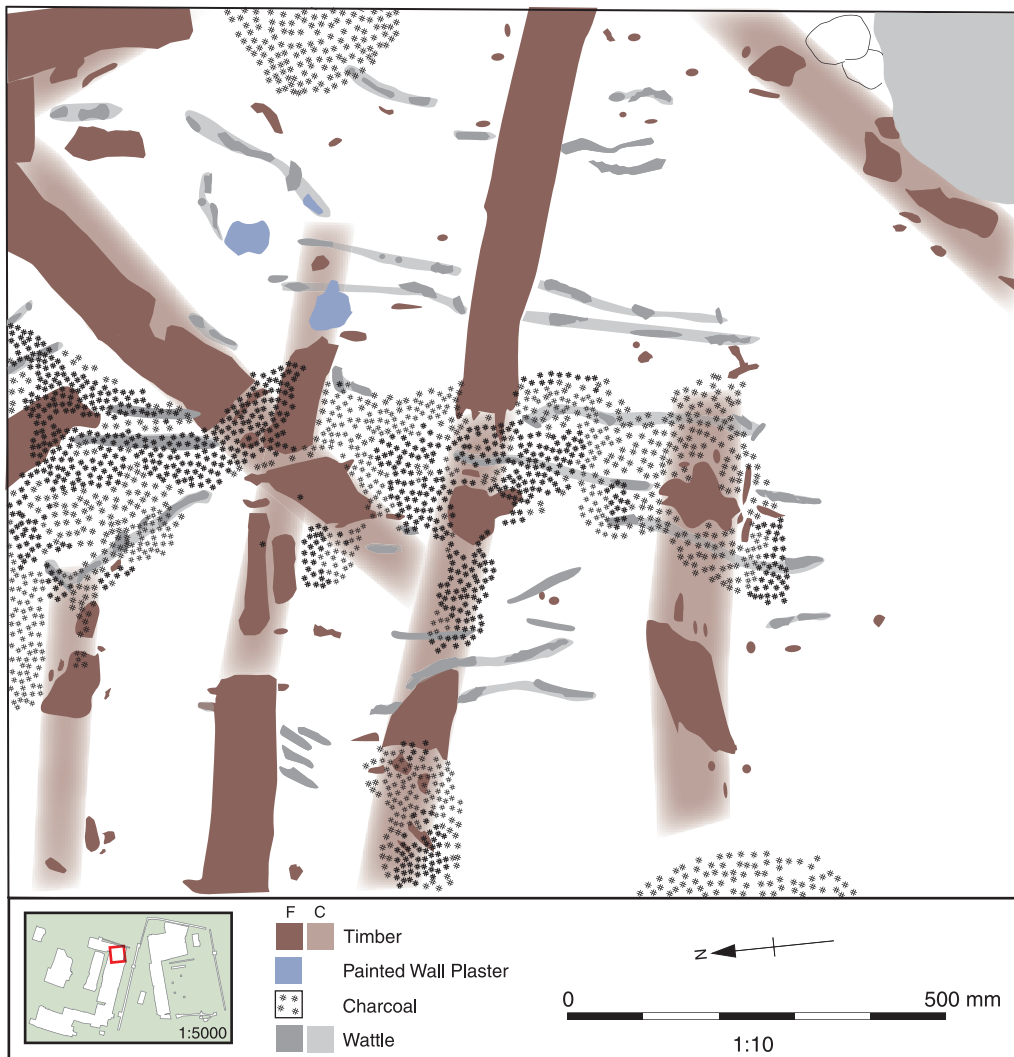 F C
Timber
Painted Wall Plaster
Charcoal
Wattle
1:5000
N
0 500 mm
1:10